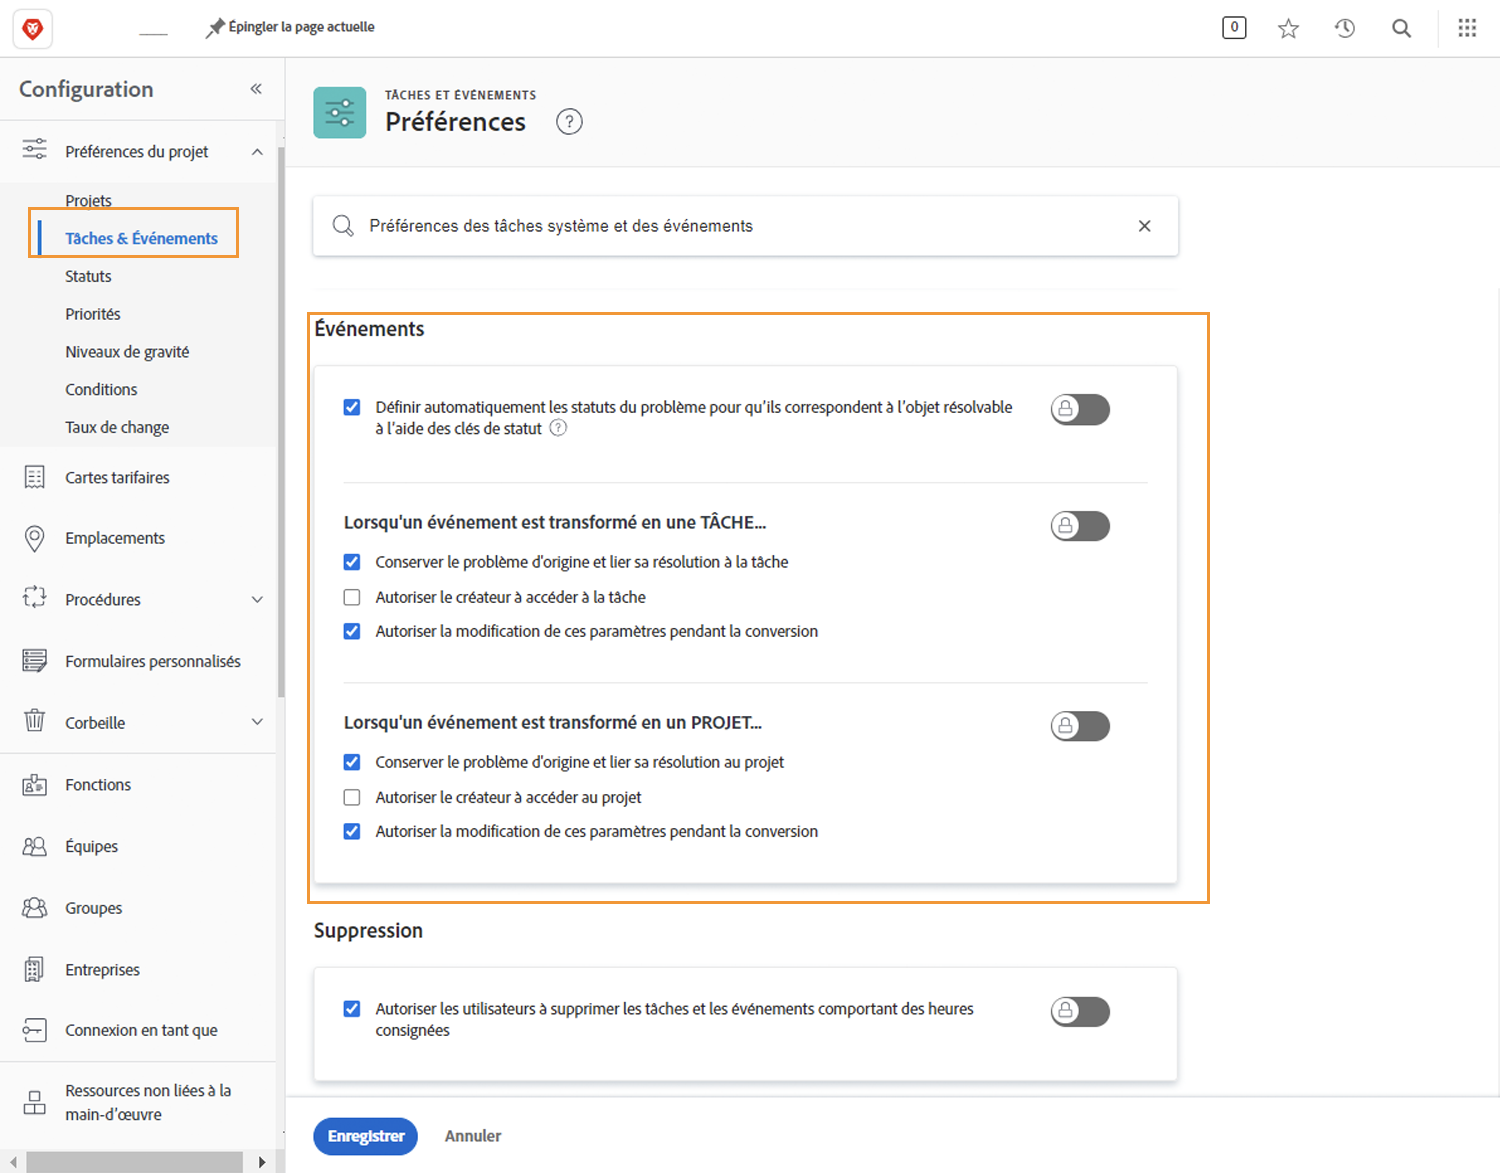 Épingler la page actuelle
0
Configuration
Préférences du projet
Projets
Tâches & Événements
Statuts
Priorités
Niveaux de gravité
Conditions
Taux de change
Cartes tarifaires
Emplacements
Procédures
Formulaires personnalisés
Corbeille
Fonctions
Équipes
Groupes
Entreprises
Connexion en tant que
Ressources non liées à la
main-d’œuvre
TÂCHES ET ÉVÉNEMENTS
Préférences
?
Préférences des tâches système et des événements
Événements
Définir automatiquement les statuts du problème pour qu’ils correspondent à l’objet résolvable
à l’aide des clés de statut ?
Lorsqu'un événement est transformé en une TÂCHE...
Conserver le problème d'origine et lier sa résolution à la tâche
Autoriser le créateur à accéder à la tâche
Autoriser la modification de ces paramètres pendant la conversion
Lorsqu'un événement est transformé en un PROJET...
Conserver le problème d'origine et lier sa résolution au projet
Autoriser le créateur à accéder au projet
Autoriser la modification de ces paramètres pendant la conversion
Suppression
Autoriser les utilisateurs à supprimer les tâches et les événements comportant des heures
consignées
Enregistrer
Annuler